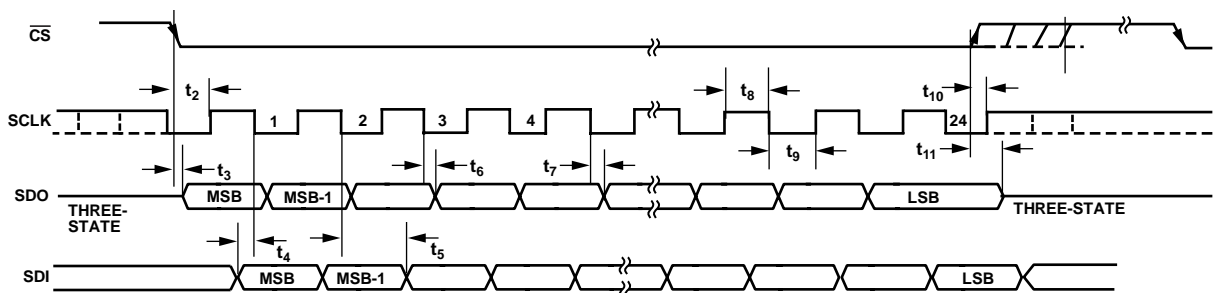 CS
t2
t8
t10
SCLK
1
2
3
4
24
t3
t6
t7
t9
t11
SDO
MSB
MSB-1
LSB
THREE-STATE
THREE-STATE
t4
t5
SDI
MSB
MSB-1
LSB